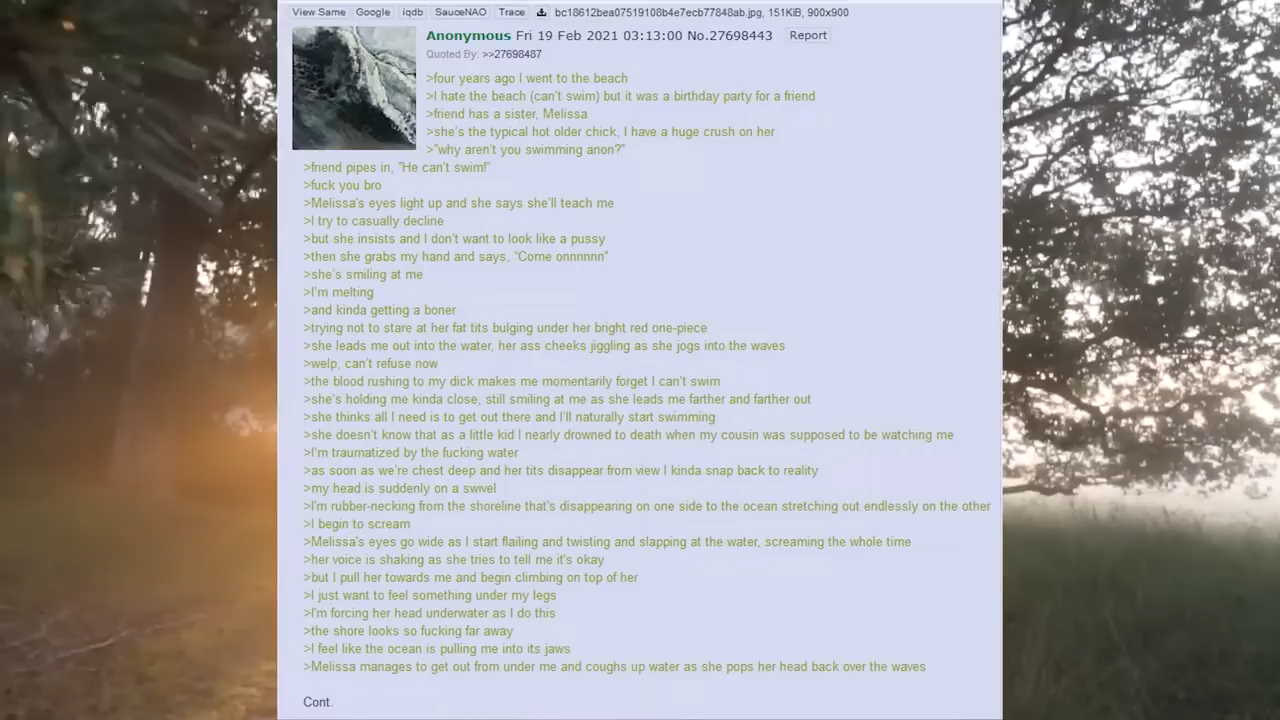 View Same Google iqdb SauceNAO Trace bc18612bea07519108b4e7ecb77848ab.jpg, 151KiB, 900x900
Anonymous Fri 19 Feb 2021 03:13:00 No.27698443 Report
Quoted By: >>27698487
>four years ago I went to the beach
>I hate the beach (can't swim) but it was a birthday party for a friend
>friend has a sister, Melissa
>she's the typical hot older chick, I have a huge crush on her
>"why aren't you swimming anon?"
>friend pipes in, "He can't swim!"
>fuck you bro
>Melissa's eyes light up and she says she'll teach me
>I try to casually decline
>but she insists and I don't want to look like a pussy
>then she grabs my hand and says, "Come onnnnnn"
>she's smiling at me
>I'm melting
>and kinda getting a boner
>trying not to stare at her fat tits bulging under her bright red one-piece
>she leads me out into the water, her ass cheeks jiggling as she jogs into the waves
>welp, can't refuse now
>the blood rushing to my dick makes me momentarily forget I can't swim
>she's holding me kinda close, still smiling at me as she leads me farther and farther out
>she thinks all I need is to get out there and I'll naturally start swimming
>she doesn't know that as a little kid I nearly drowned to death when my cousin was supposed to be watching me
>I'm traumatized by the fucking water
>as soon as we're chest deep and her tits disappear from view I kinda snap back to reality
>my head is suddenly on a swivel
>I'm rubber-necking from the shoreline that's disappearing on one side to the ocean stretching out endlessly on the other
>I begin to scream
>Melissa's eyes go wide as I start flailing and twisting and slapping at the water, screaming the whole time
>her voice is shaking as she tries to tell me it's okay
>but I pull her towards me and begin climbing on top of her
>I just want to feel something under my legs
>I'm forcing her head underwater as I do this
>the shore looks so fucking far away
>I feel like the ocean is pulling me into its jaws
>Melissa manages to get out from under me and coughs up water as she pops her head back over the waves
Cont.